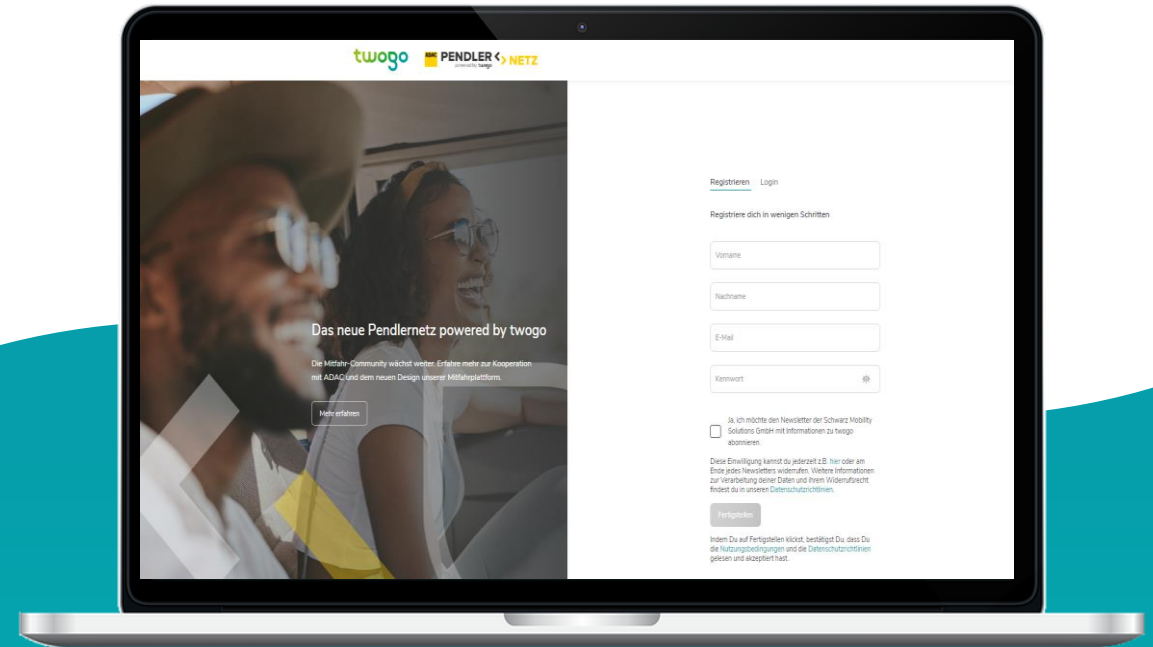 twogo
ADAC PENDLER <> NETZ
powered by twogo
Das neue Pendlernetz powered by twogo
Die Mitfahr-Community wächst weiter. Erfahre mehr zur Kooperation
mit ADAC und dem neuen Design unserer Mitfahrplattform.
Mehr erfahren
Registrieren Login
Registriere dich in wenigen Schritten
Vorname
Nachname
E-Mail
Kennwort
Ja, ich möchte den Newsletter der Schwarz Mobility
Solutions GmbH mit Informationen zu twogo
abonnieren.
Diese Einwilligung kannst du jederzeit z.B. hier oder am
Ende jedes Newsletters widerrufen. Weitere Informationen
zur Verarbeitung deiner Daten und ihrem Widerrufsrecht
findest du in unseren Datenschutzrichtlinien.
Fertigstellen
Indem Du auf Fertigstellen klickst, bestätigst Du, dass Du
die Nutzungsbedingungen und die Datenschutzrichtlinien
gelesen und akzeptiert hast.